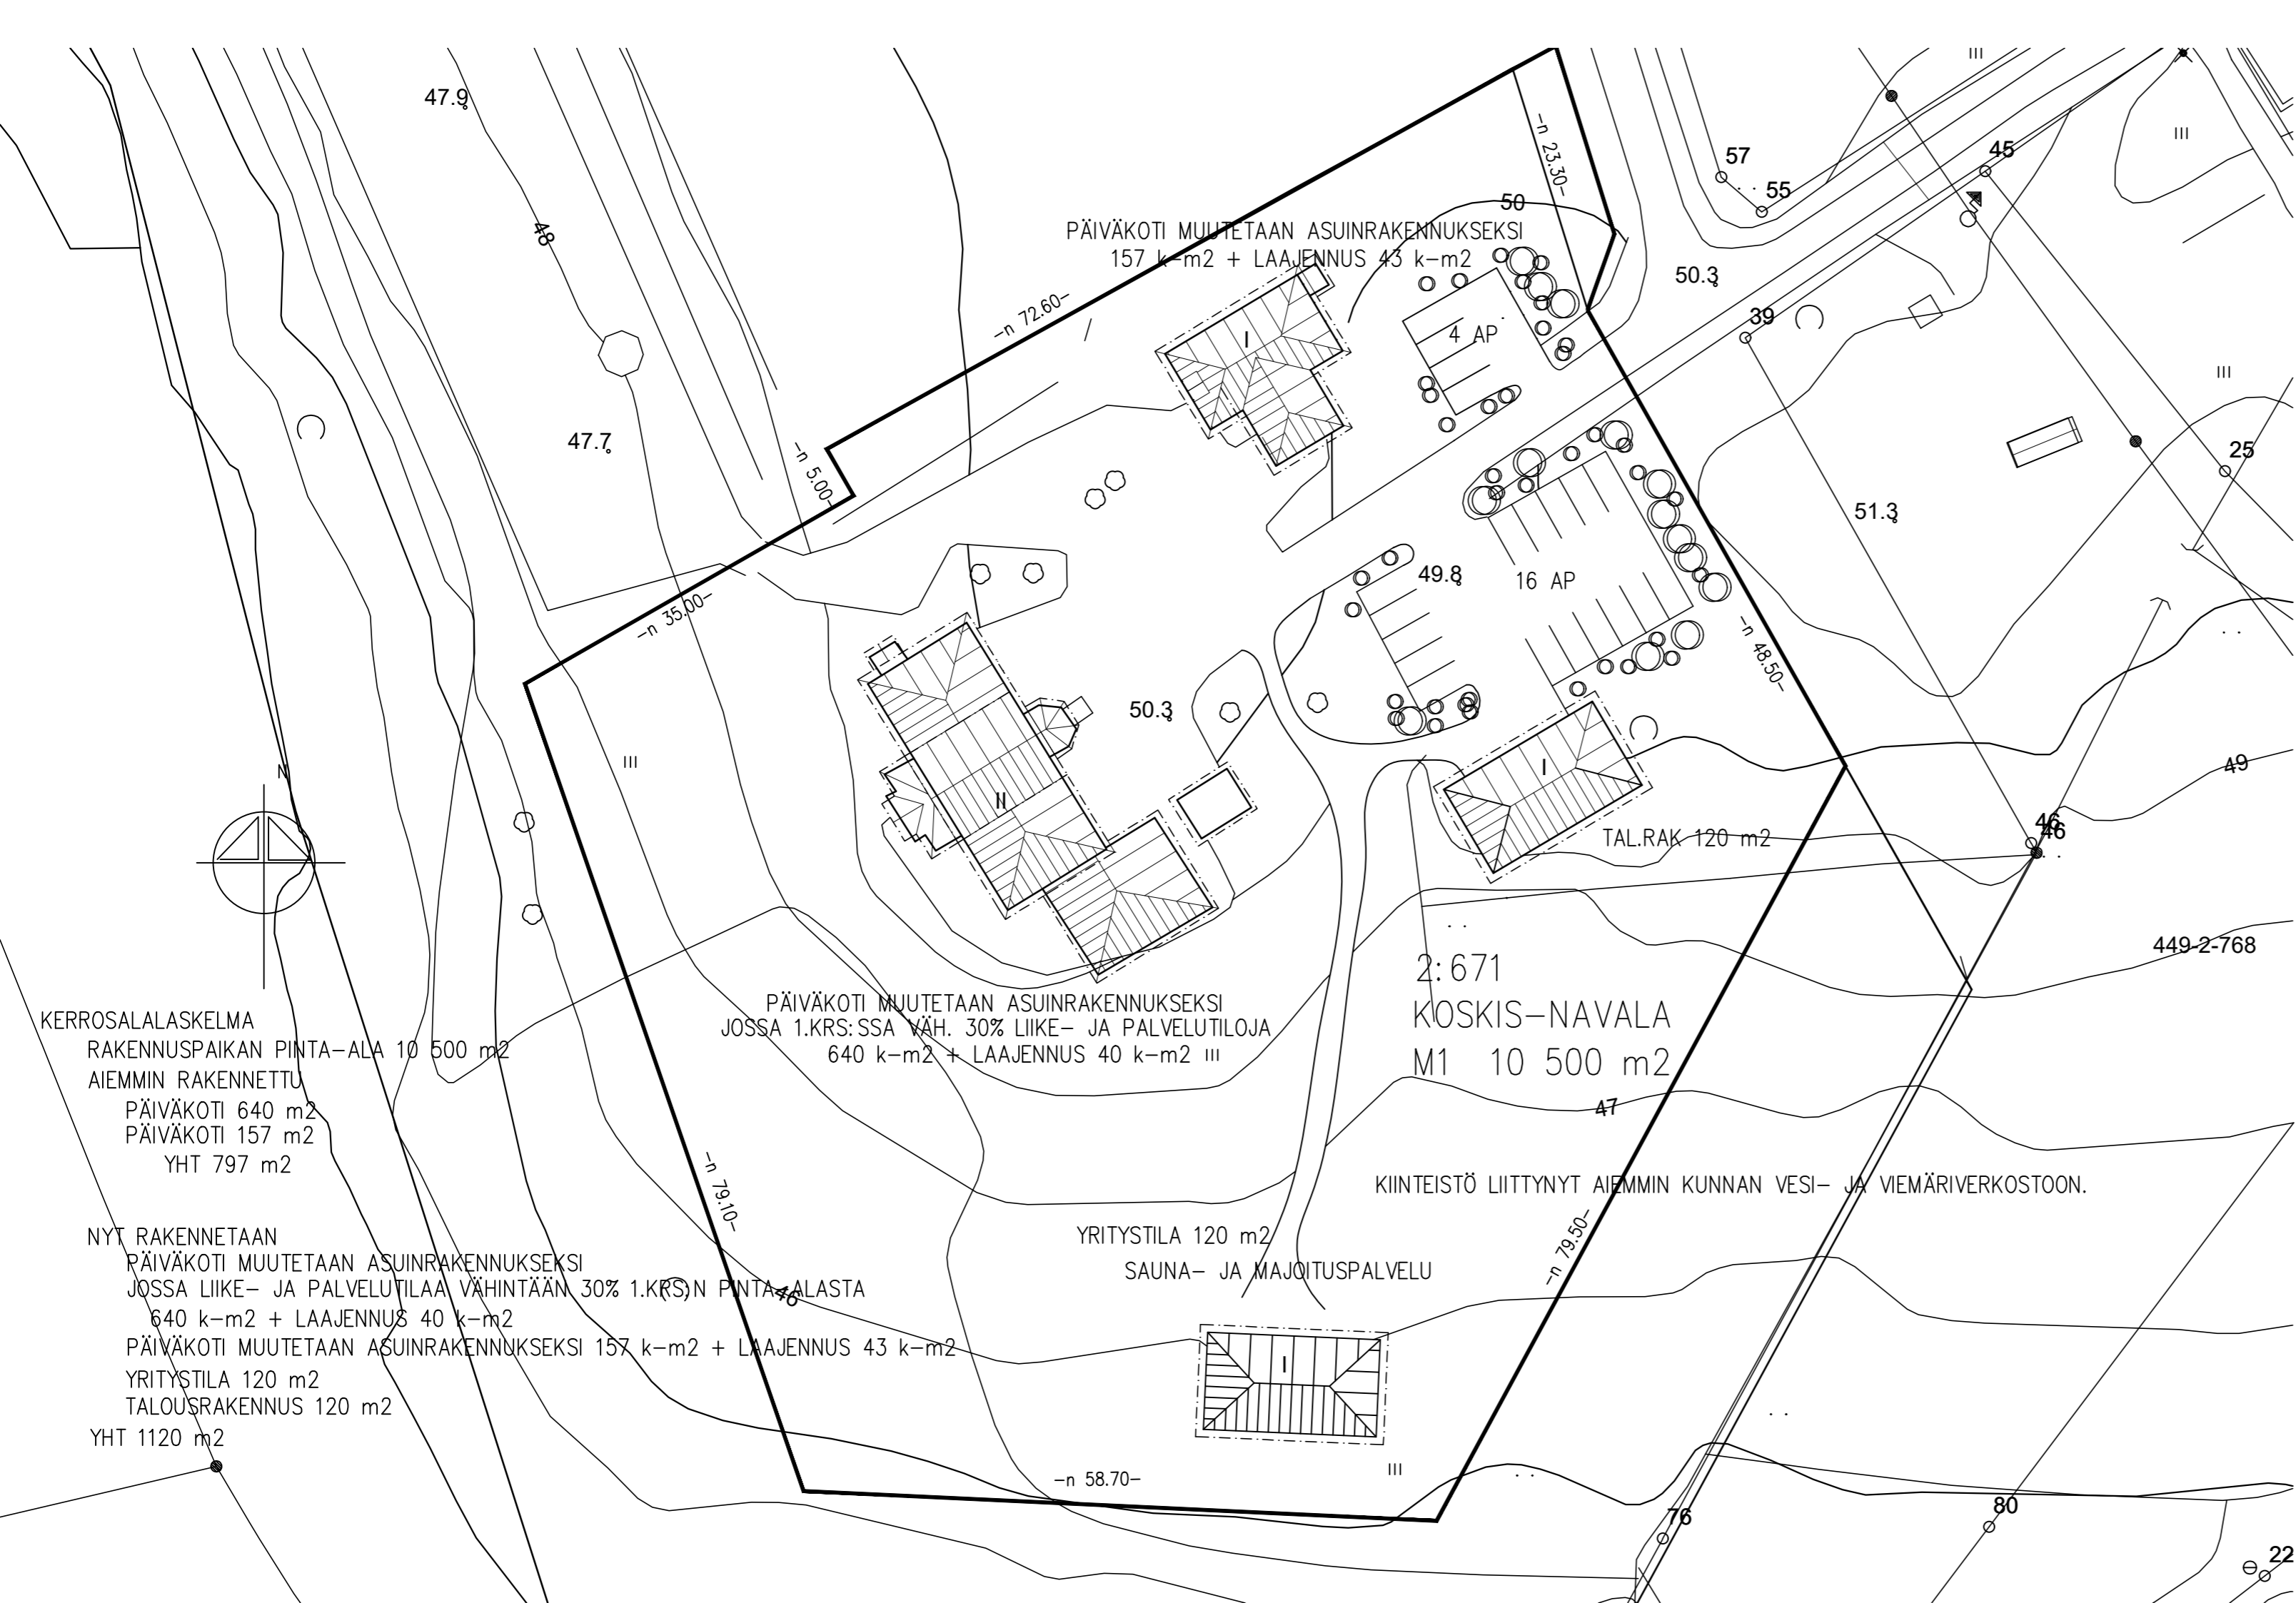 47.9
48
47.7
57
55
45
50
PÄIVÄKOTI MUUTETAAN ASUINRAKENNUKSEKSI
157 k-m2 + LAAJENNUS 43 k-m2
-n 23.30-
50.3
39
-n 72.60-
I
4 AP
-n 5.00-
25
51.3
49.8
16 AP
-n 35.00-
-n 48.50-
50.3
III
I
II
N
49
TAL.RAK 120 m2
46
46
449-2-768
2:671
KOSKIS-NAVALA
M1 10 500 m2
PÄIVÄKOTI MUUTETAAN ASUINRAKENNUKSEKSI
JOSSA 1.KRS:SSA VÄH. 30% LIIKE- JA PALVELUTILOJA
640 k-m2 + LAAJENNUS 40 k-m2 III
47
KERROSALALASKELMA
RAKENNUSPAIKAN PINTA-ALA 10 500 m2
AIEMMIN RAKENNETTU
PÄIVÄKOTI 640 m2
PÄIVÄKOTI 157 m2
YHT 797 m2
KIINTEISTÖ LIITTYNYT AIEMMIN KUNNAN VESI- JA VIEMÄRIVERKOSTOON.
-n 79.10-
-n 79.50-
YRITYSTILA 120 m2
SAUNA- JA MAJOITUSPALVELU
NYT RAKENNETAAN
PÄIVÄKOTI MUUTETAAN ASUINRAKENNUKSEKSI
JOSSA LIIKE- JA PALVELUTILAA VÄHINTÄÄN 30% 1.KRS:N PINTA-ALASTA
46
640 k-m2 + LAAJENNUS 40 k-m2
PÄIVÄKOTI MUUTETAAN ASUINRAKENNUKSEKSI 157 k-m2 + LAAJENNUS 43 k-m2
YRITYSTILA 120 m2
TALOUSRAKENNUS 120 m2
YHT 1120 m2
I
III
-n 58.70-
76
80
22